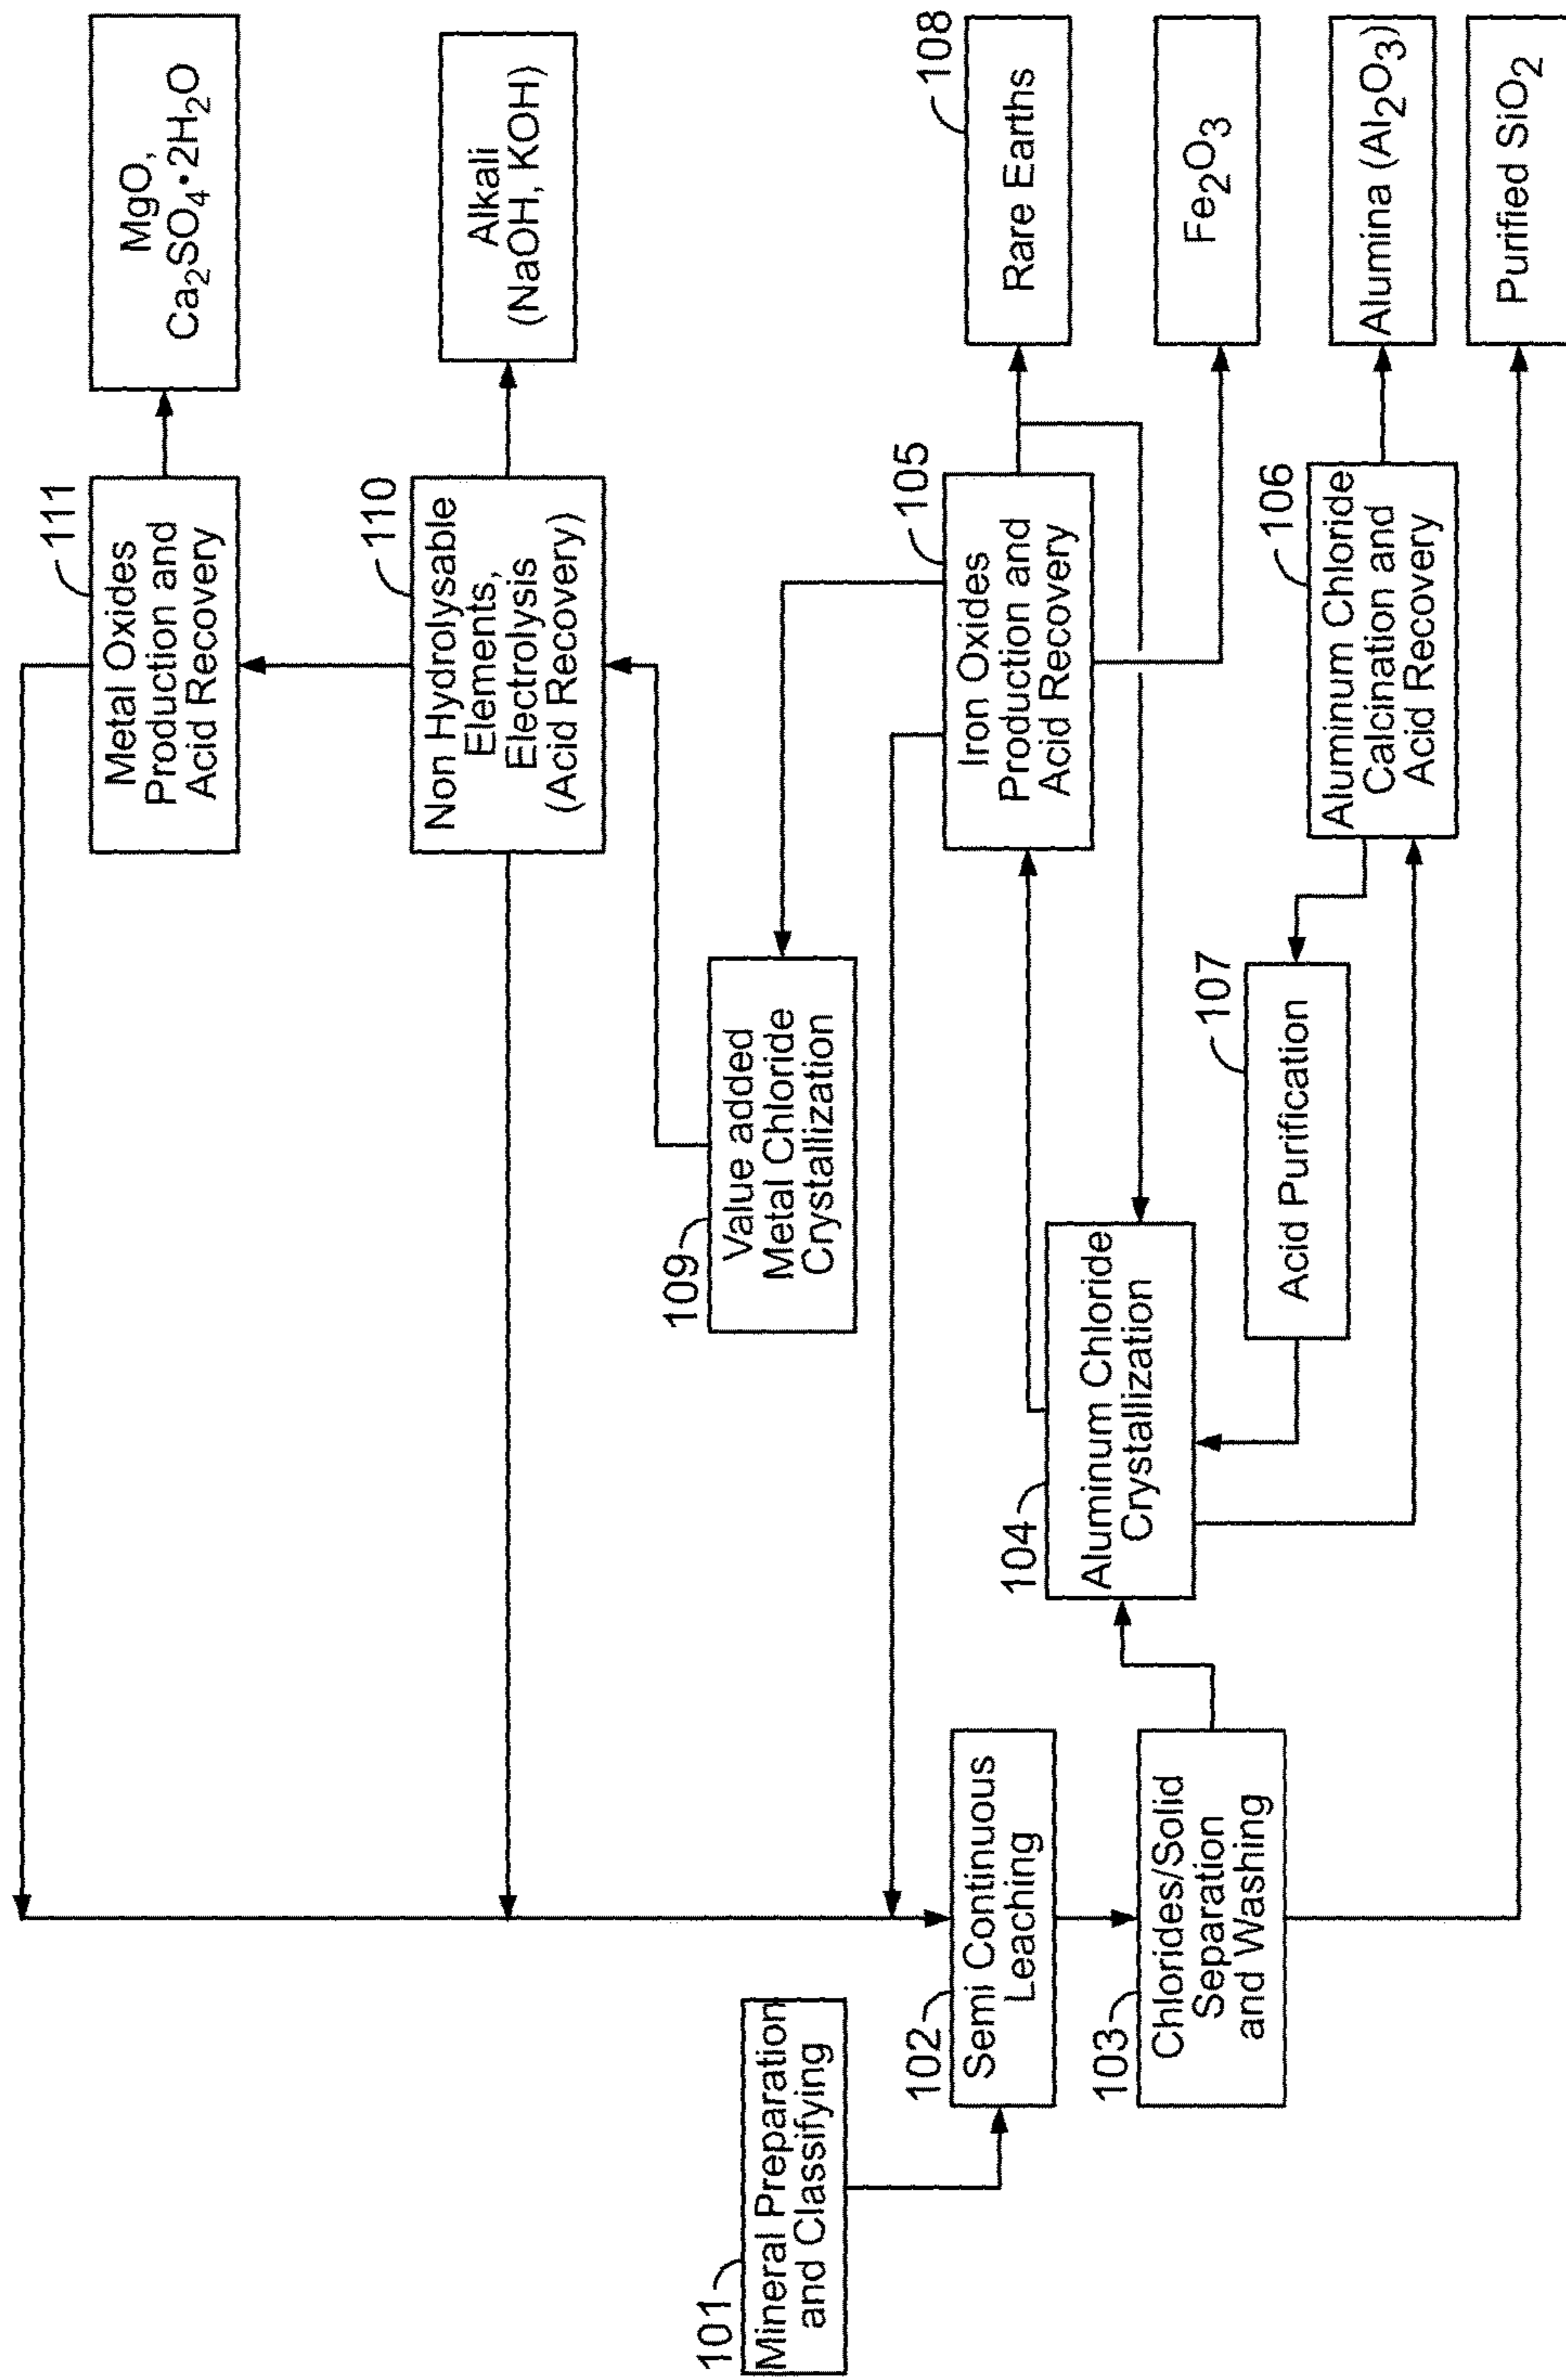 101
Mineral Preparation
and Classifying
102
Semi Continuous
Leaching
103
Chlorides/Solid
Separation
and Washing
104
Aluminum Chloride
Crystallization
109
Value added
Metal Chloride
Crystallization
107
Acid Purification
111
Metal Oxides
Production and
Acid Recovery
110
Non Hydrolysable
Elements,
Electrolysis
(Acid Recovery)
105
Iron Oxides
Production and
Acid Recovery
106
Aluminum Chloride
Calcination and
Acid Recovery
MgO,
Ca₂SO₄•2H₂O
Alkali
(NaOH, KOH)
108
Rare Earths
Fe₂O₃
Alumina (Al₂O₃)
Purified SiO₂